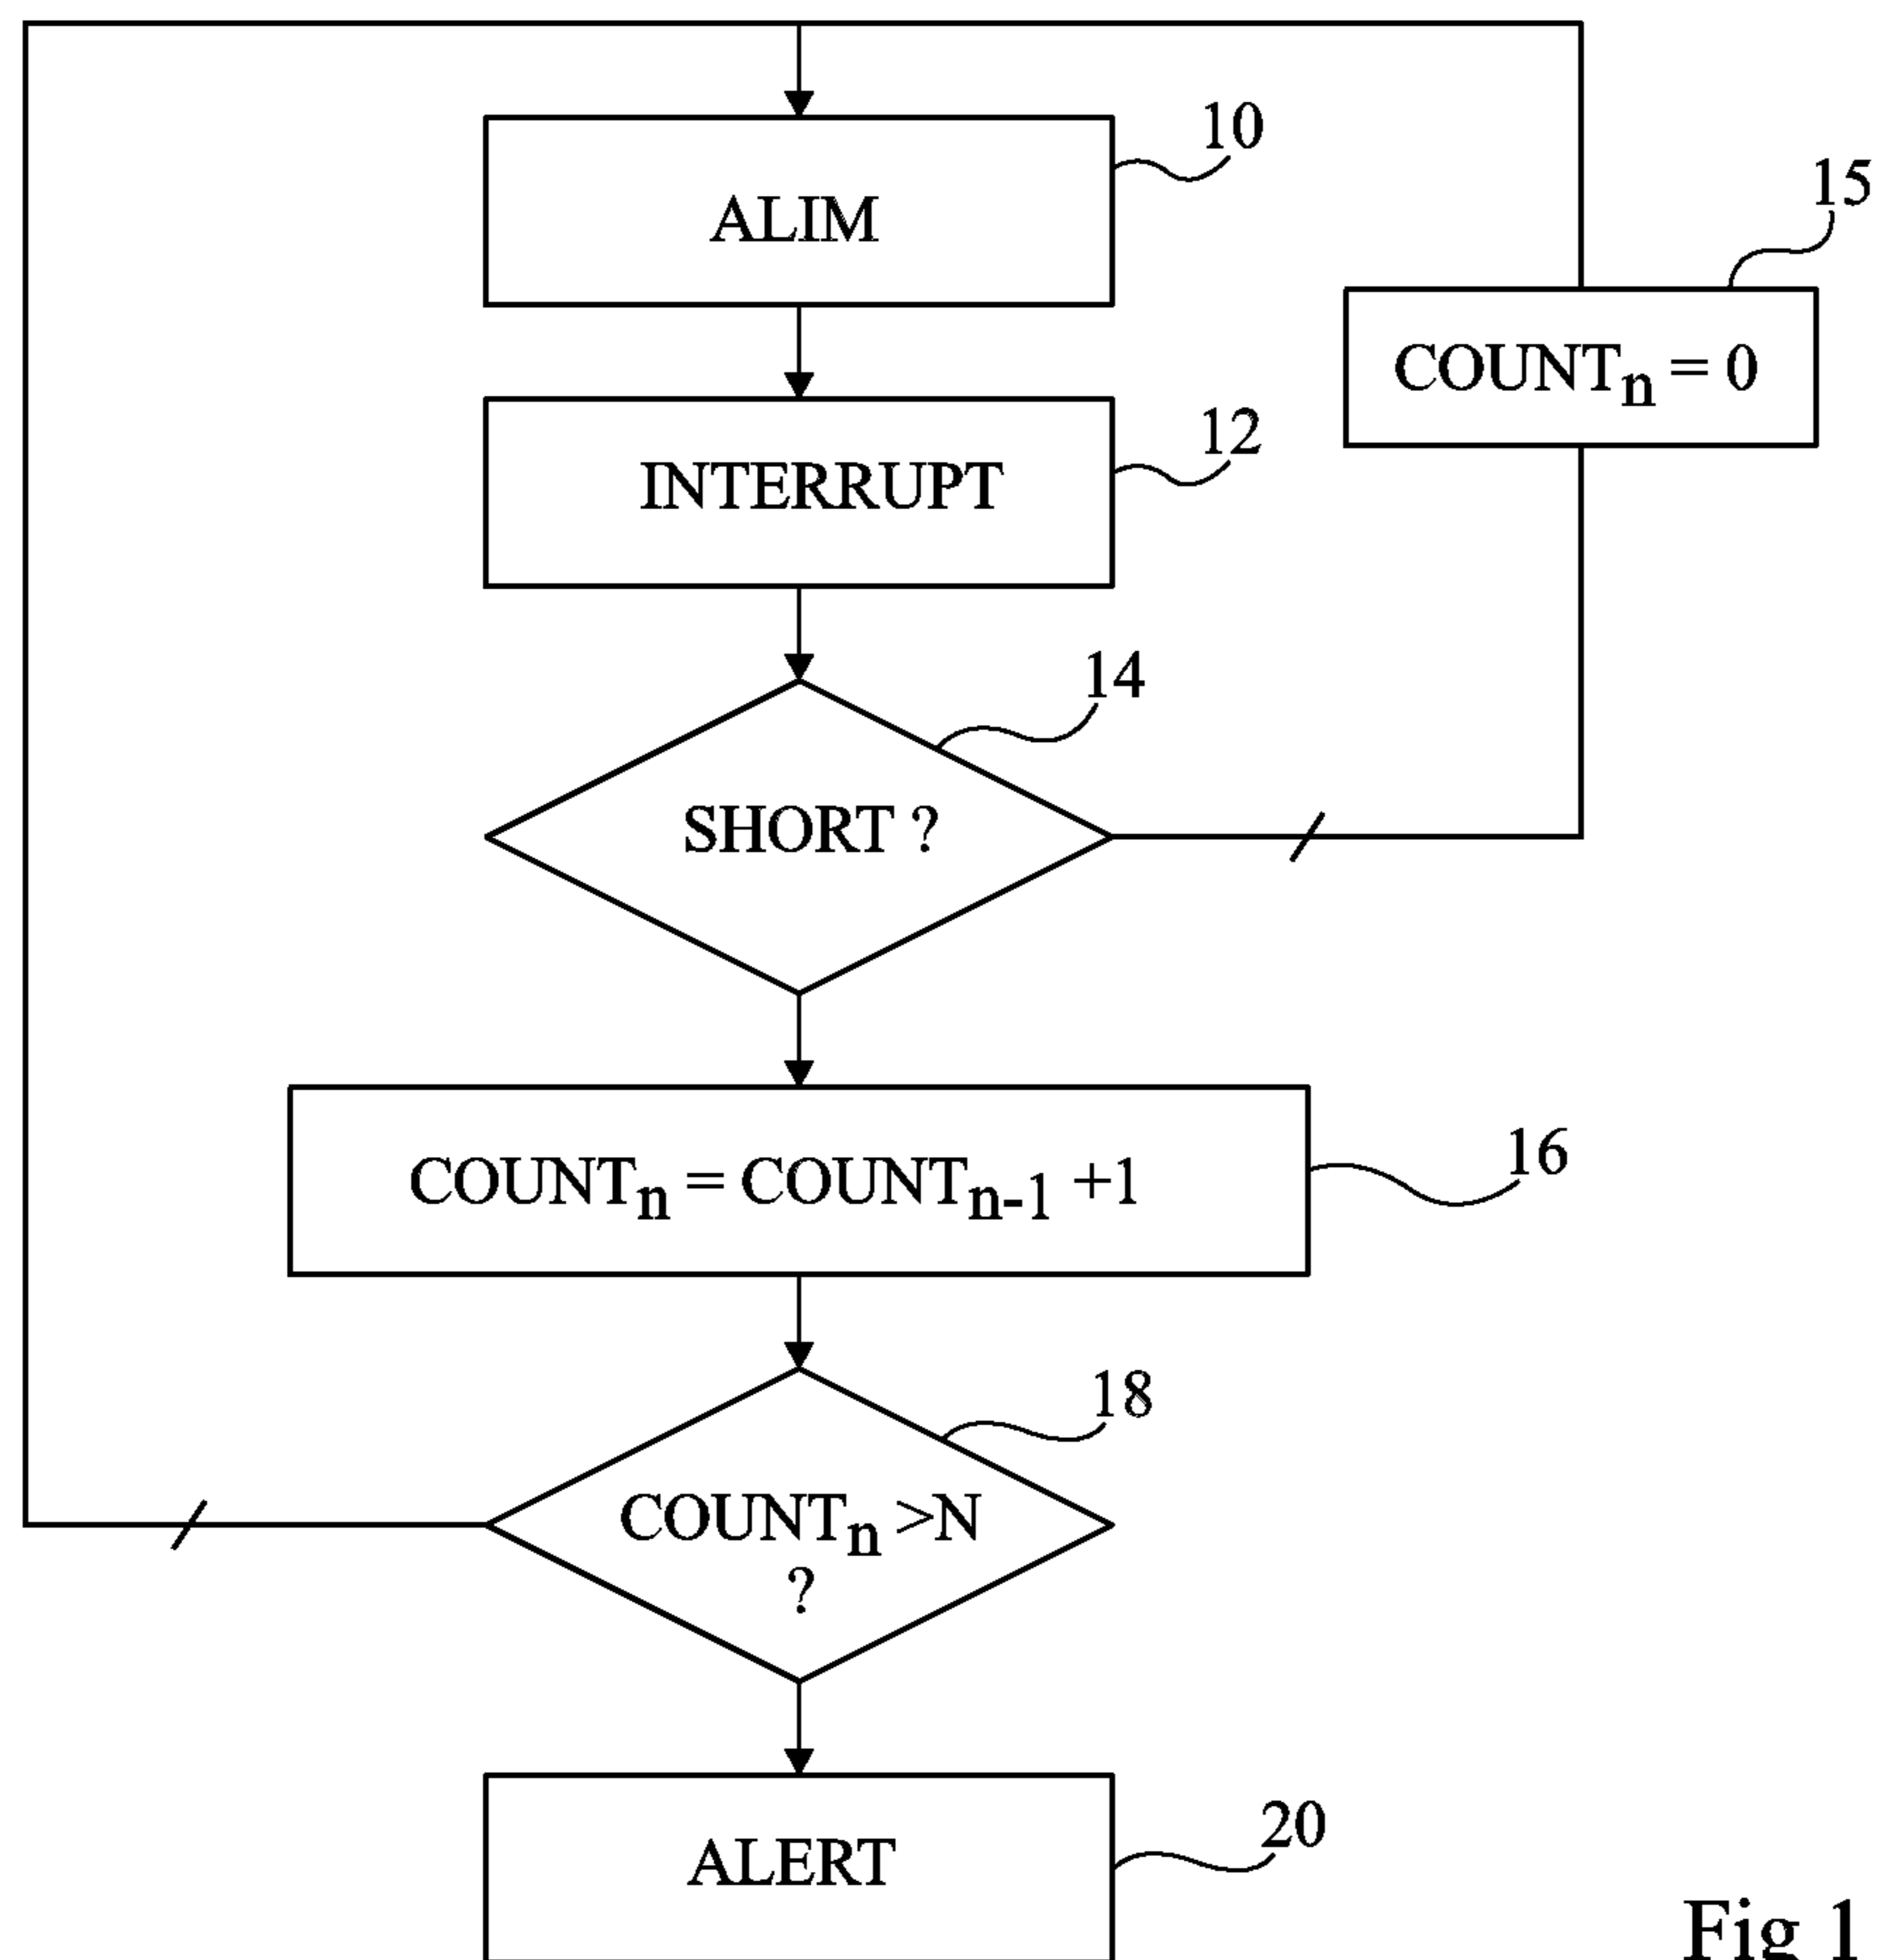 10
ALIM
15
COUNTn = 0
12
INTERRUPT
14
SHORT ?
16
COUNTn = COUNTn-1 +1
18
COUNTn >N
?
20
ALERT
Fig 1